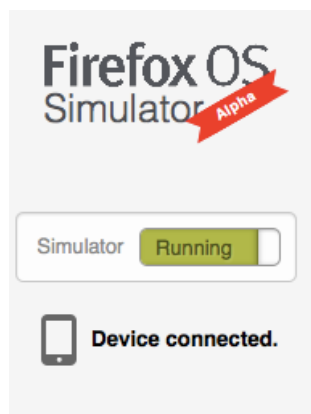 Firefox OS
Simulator
Alpha
Simulator Running
Device connected.